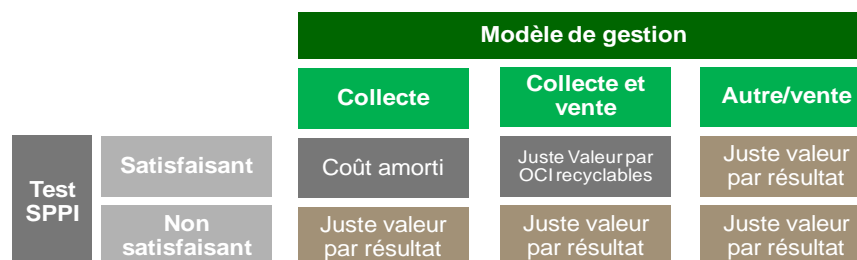 Modèle de gestion
Collecte
Collecte et
vente
Autre/vente
Test
SPPI
Satisfaisant
Coût amorti
Juste Valeur par
OCI recyclables
Juste valeur
par résultat
Non
satisfaisant
Juste valeur
par résultat
Juste valeur
par résultat
Juste valeur
par résultat